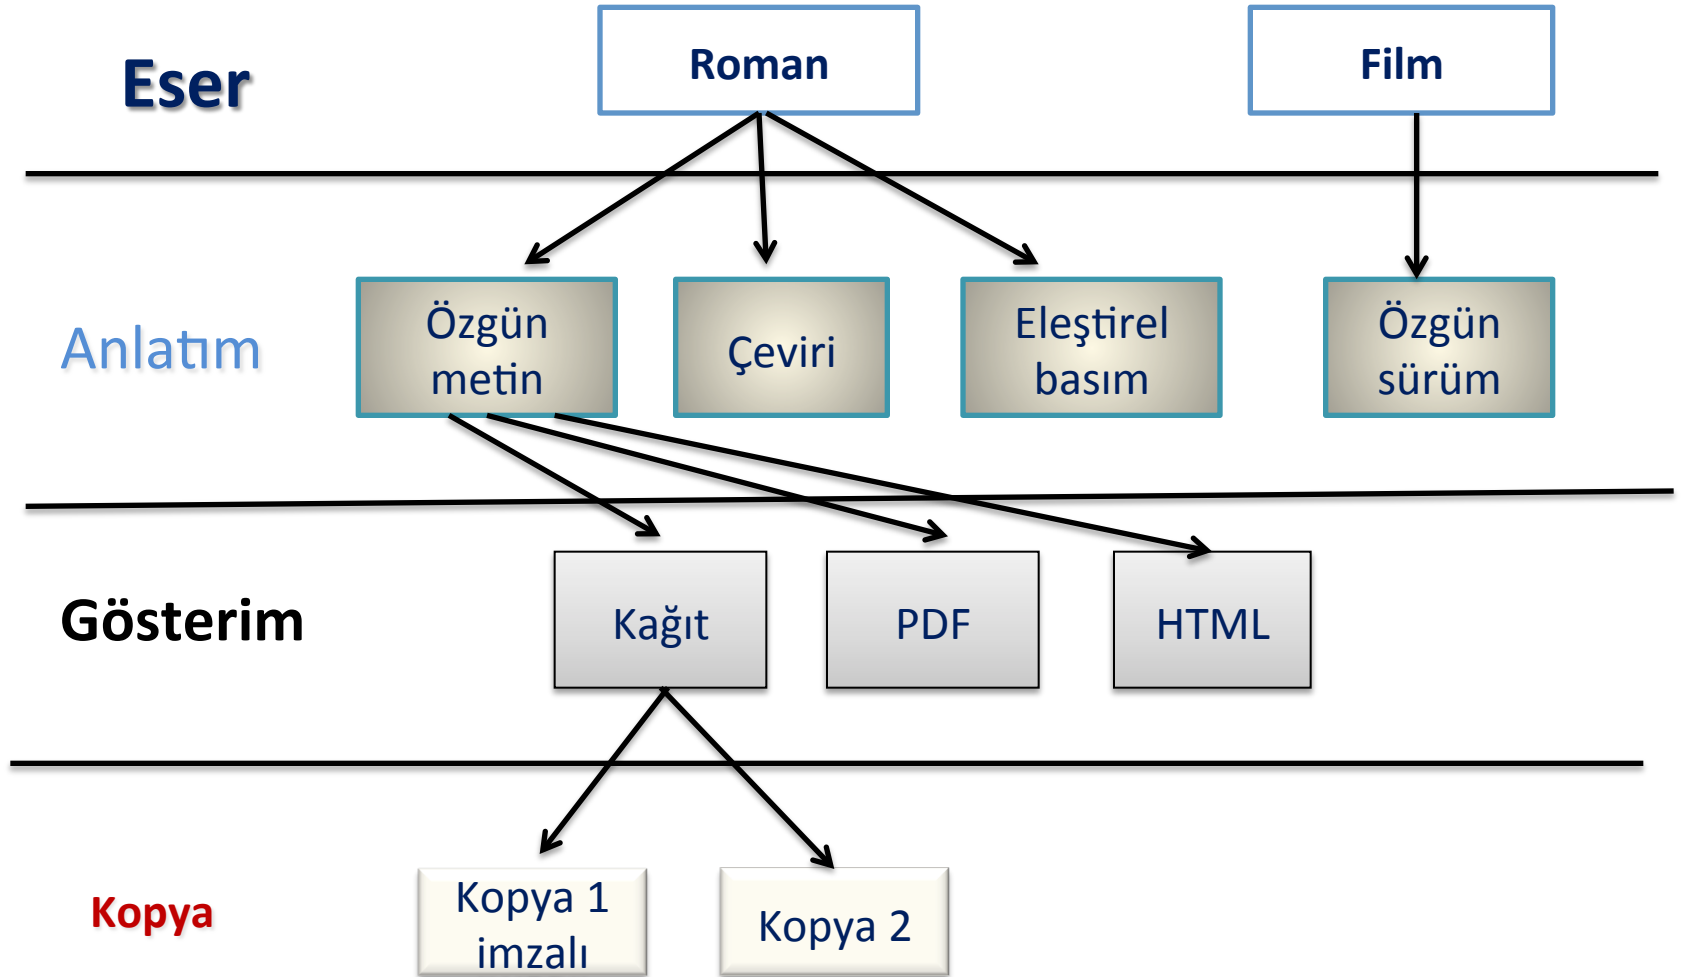 Eser
Roman
Film
Anlatım
Özgün
metin
Çeviri
Eleştirel
basım
Özgün
sürüm
Gösterim
Kağıt
PDF
HTML
Kopya
Kopya 1
imzalı
Kopya 2